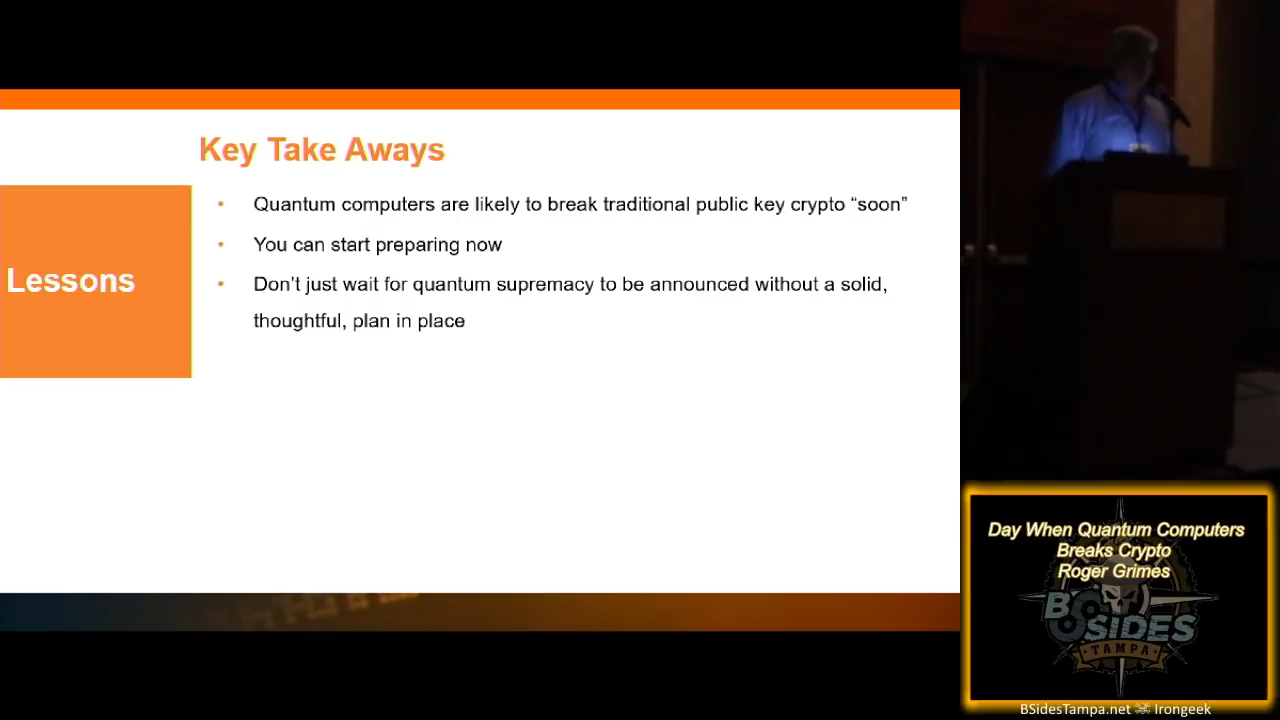 Key Take Aways
Lessons
• Quantum computers are likely to break traditional public key crypto “soon”
• You can start preparing now
• Don’t just wait for quantum supremacy to be announced without a solid,
thoughtful, plan in place
Day When Quantum Computers
Breaks Crypto
Roger Grimes
BSIDES
TAMPA
BSidesTampa.net ☠ Irongeek